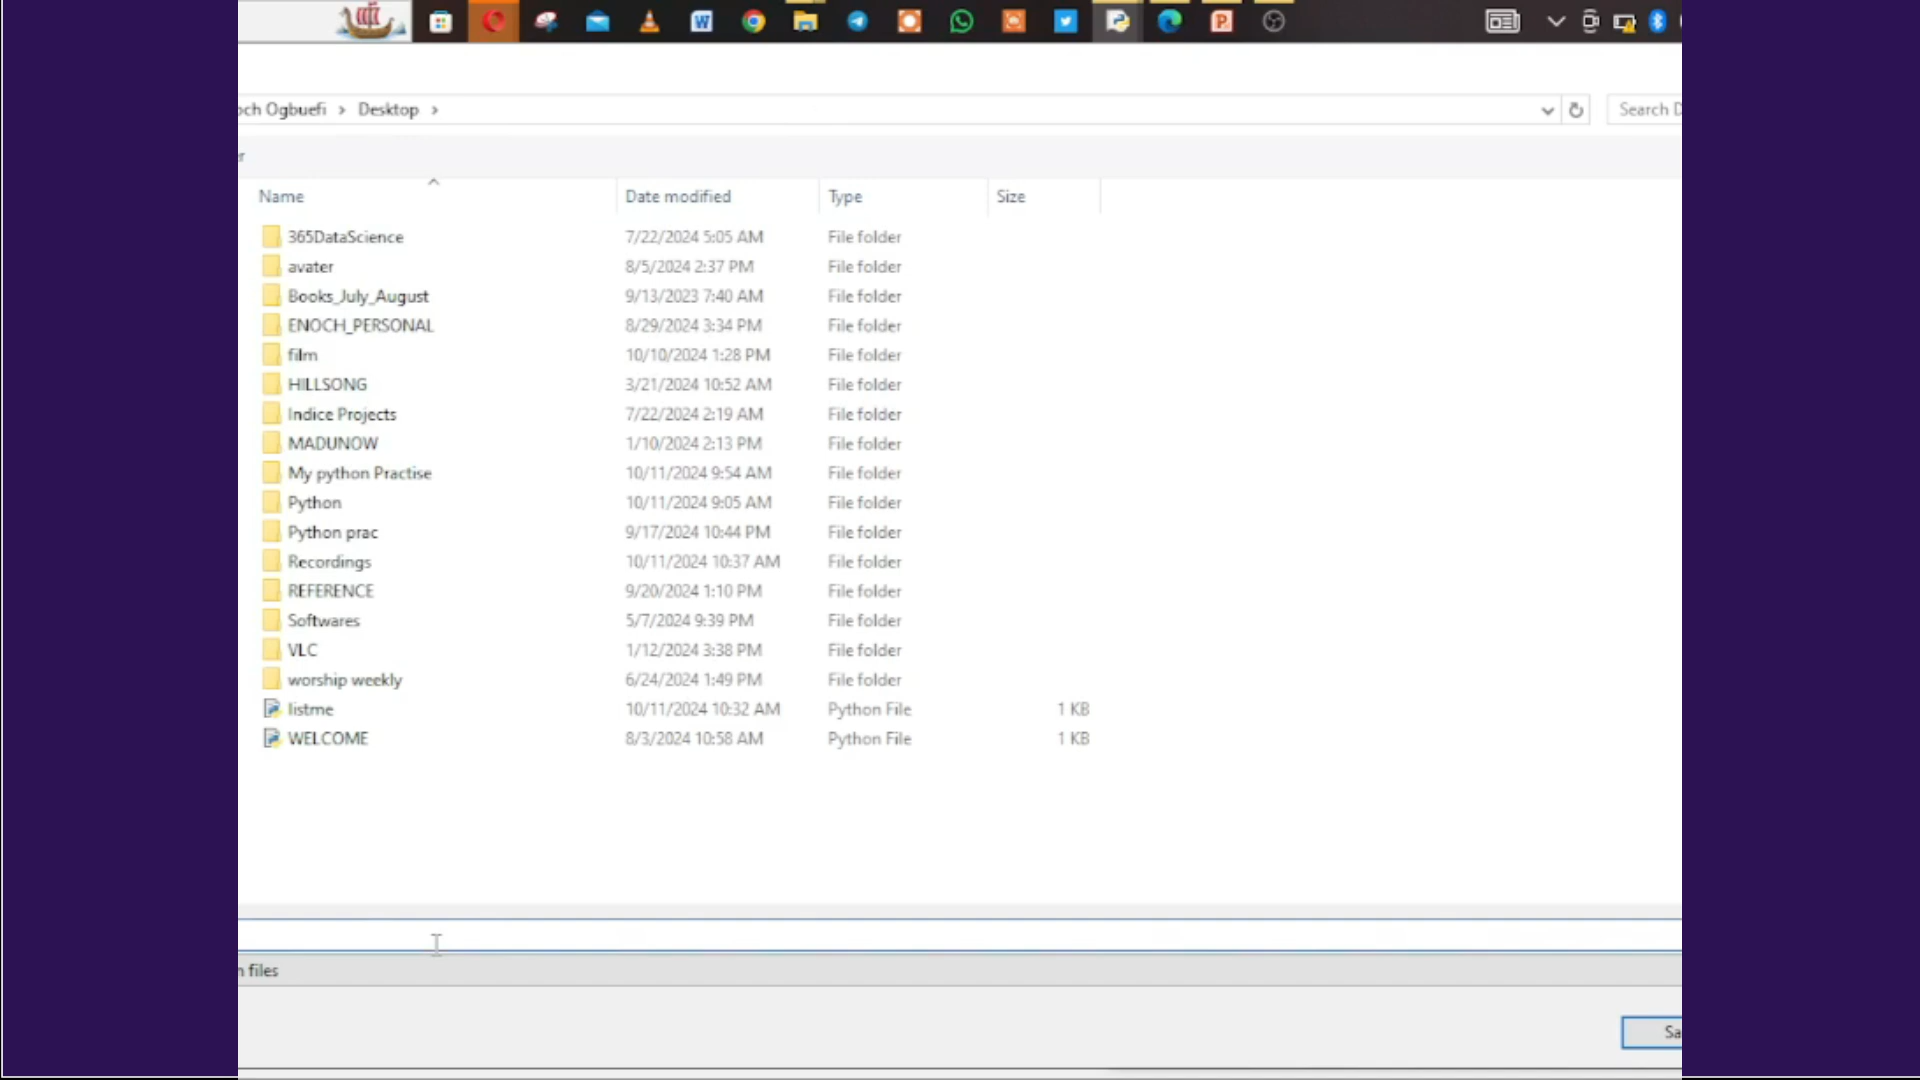 och Ogbuefi > Desktop >
Search D
Name Date modified Type Size
365DataScience 7/22/2024 5:05 AM File folder
avater 8/5/2024 2:37 PM File folder
Books_July_August 9/13/2023 7:40 AM File folder
ENOCH_PERSONAL 8/29/2024 3:34 PM File folder
film 10/10/2024 1:28 PM File folder
HILLSONG 3/21/2024 10:52 AM File folder
Indice Projects 7/22/2024 2:19 AM File folder
MADUNOW 1/10/2024 2:13 PM File folder
My python Practise 10/11/2024 9:54 AM File folder
Python 10/11/2024 9:05 AM File folder
Python prac 9/17/2024 10:44 PM File folder
Recordings 10/11/2024 10:37 AM File folder
REFERENCE 9/20/2024 1:10 PM File folder
Softwares 5/7/2024 9:39 PM File folder
VLC 1/12/2024 3:38 PM File folder
worship weekly 6/24/2024 1:49 PM File folder
listme 10/11/2024 10:32 AM Python File 1 KB
WELCOME 8/3/2024 10:58 AM Python File 1 KB
n files
Sa